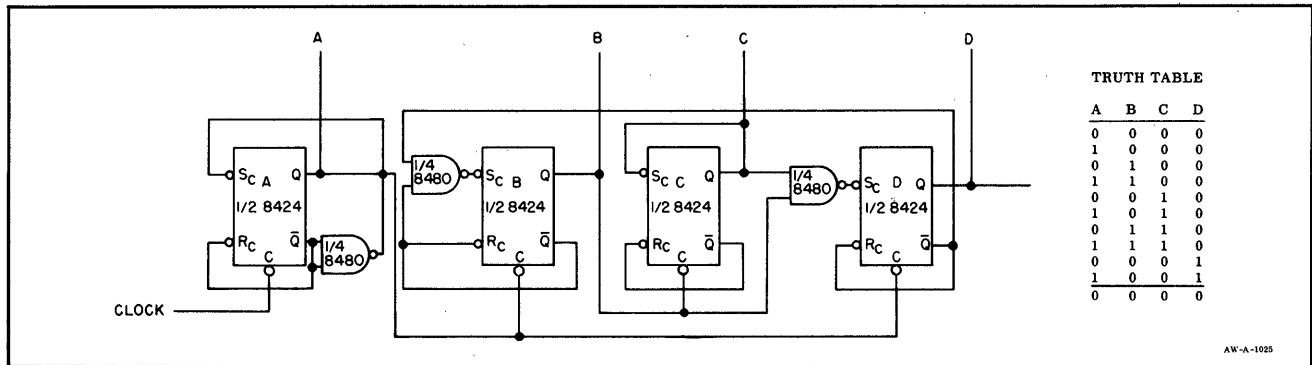 A B C D
1/4
8480
1/4
8480
S_C A Q
1/2 8424
R_C Q̅
C
1/4
8480
S_C B Q
1/2 8424
R_C Q̅
C
S_C C Q
1/2 8424
R_C Q̅
C
S_C D Q
1/2 8424
R_C Q̅
C
CLOCK
TRUTH TABLE
A B C D
0 0 0 0
1 0 0 0
0 1 0 0
1 1 0 0
0 0 1 0
1 0 1 0
0 1 1 0
1 1 1 0
0 0 0 1
1 0 0 1
0 0 0 0
AW-A-1025